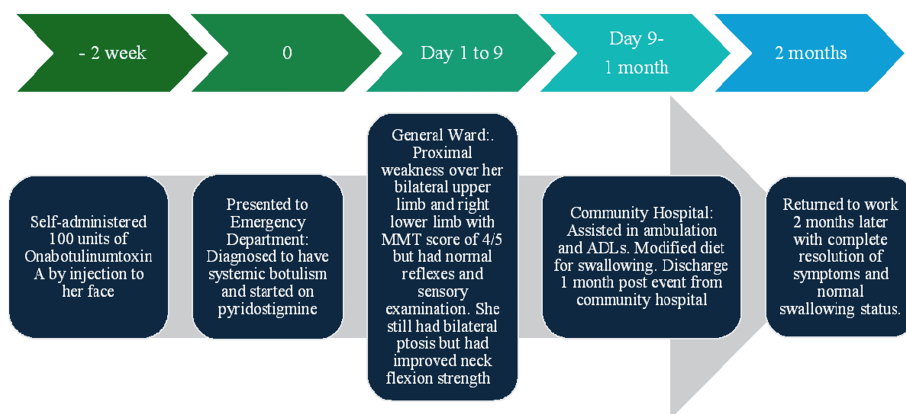 - 2 week
0
Day 1 to 9
Day 9-
1 month
2 months
Self-administered
100 units of
Onabotulinumtoxin
A by injection to
her face
Presented to
Emergency
Department:
Diagnosed to have
systemic botulism
and started on
pyridostigmine
General Ward:.
Proximal
weakness over her
bilateral upper
limb and right
lower limb with
MMT score of 4/5
but had normal
reflexes and
sensory
examination. She
still had bilateral
ptosis but had
improved neck
flexion strength
Community Hospital:
Assisted in ambulation
and ADLs. Modified diet
for swallowing. Discharge
1 month post event from
community hospital
Returned to work
2 months later
with complete
resolution of
symptoms and
normal
swallowing status.